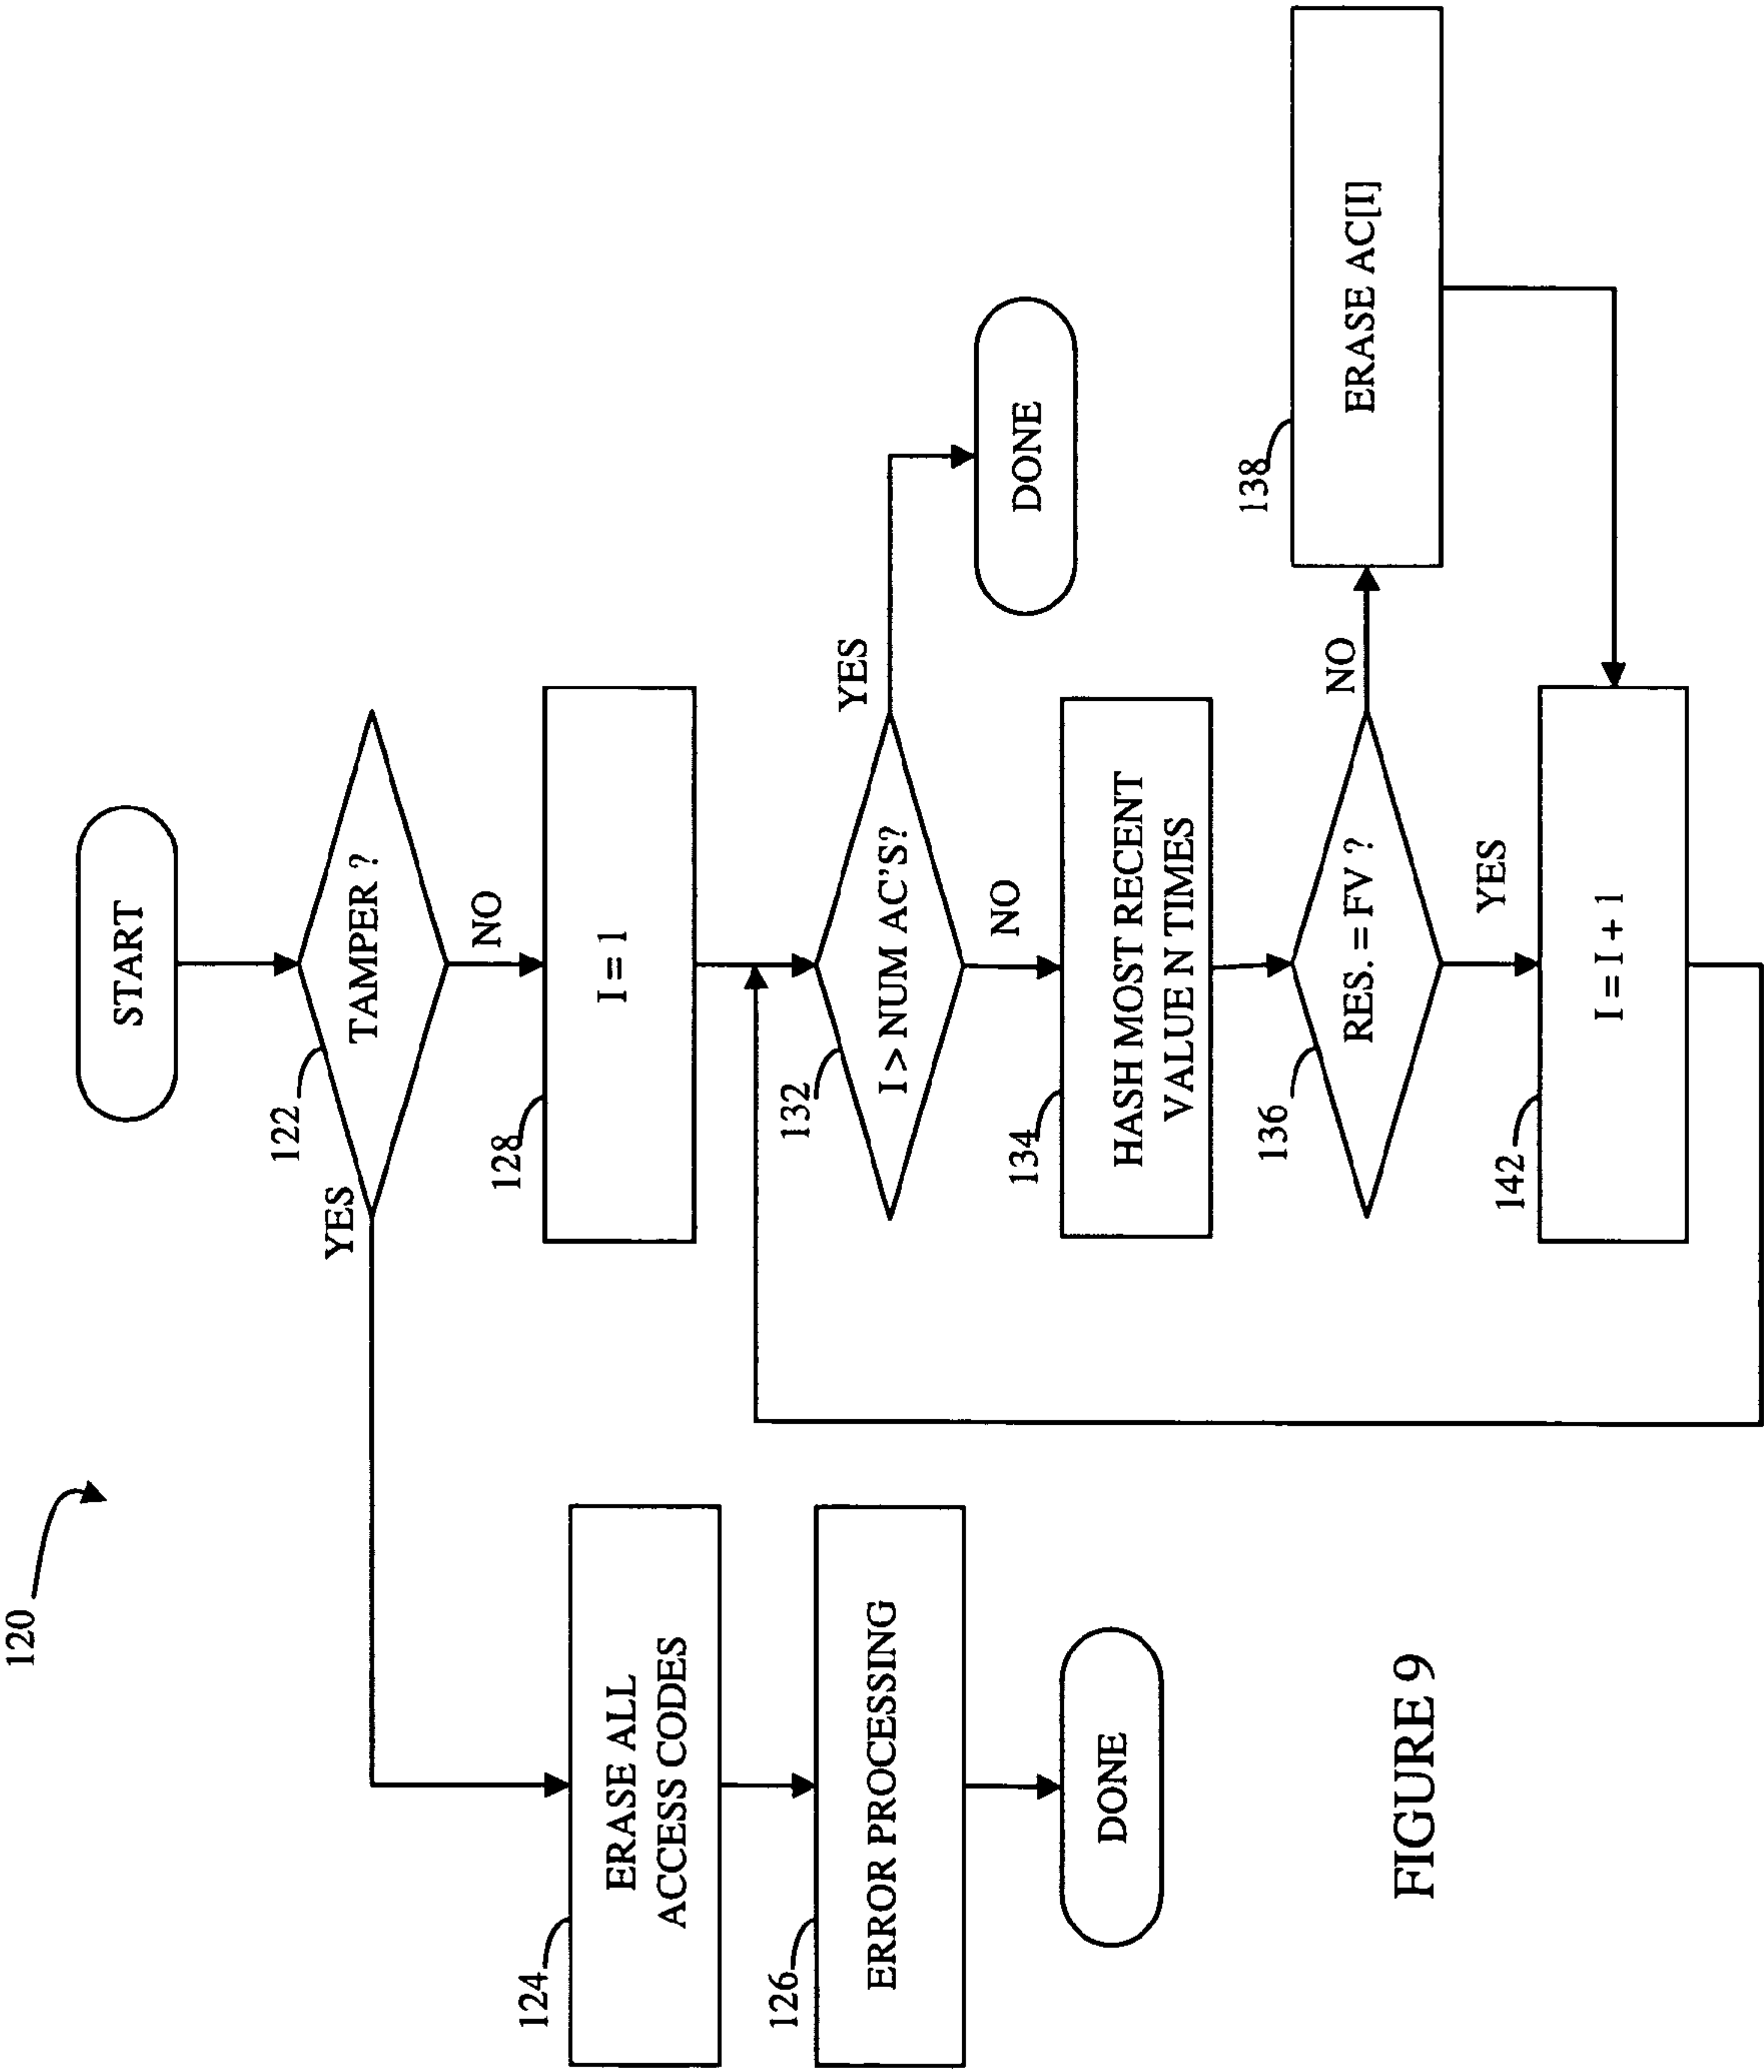 120
START
122
TAMPER ?
YES
NO
128
I = 1
124
ERASE ALL
ACCESS CODES
132
I > NUM AC'S?
YES
NO
126
ERROR PROCESSING
DONE
134
HASH MOST RECENT
VALUE N TIMES
DONE
136
RES. = FV ?
NO
YES
138
ERASE AC[I]
142
I = I + 1
FIGURE 9